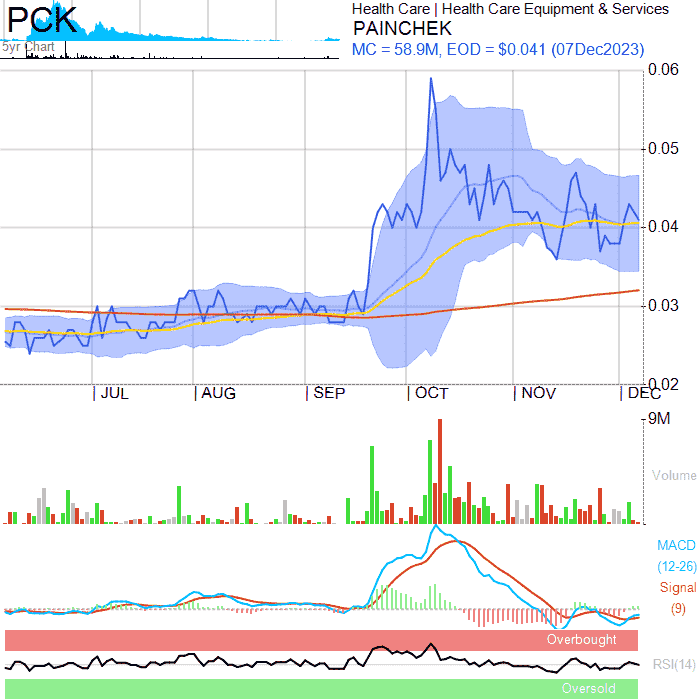 PCK
5yr Chart
Health Care | Health Care Equipment & Services
PAINCHEK
MC = 58.9M, EOD = $0.041 (07Dec2023)
0.06
0.05
0.04
0.03
0.02
JUL AUG SEP OCT NOV DEC
9M
Volume
MACD
(12-26)
Signal
(9)
Overbought
RSI(14)
Oversold